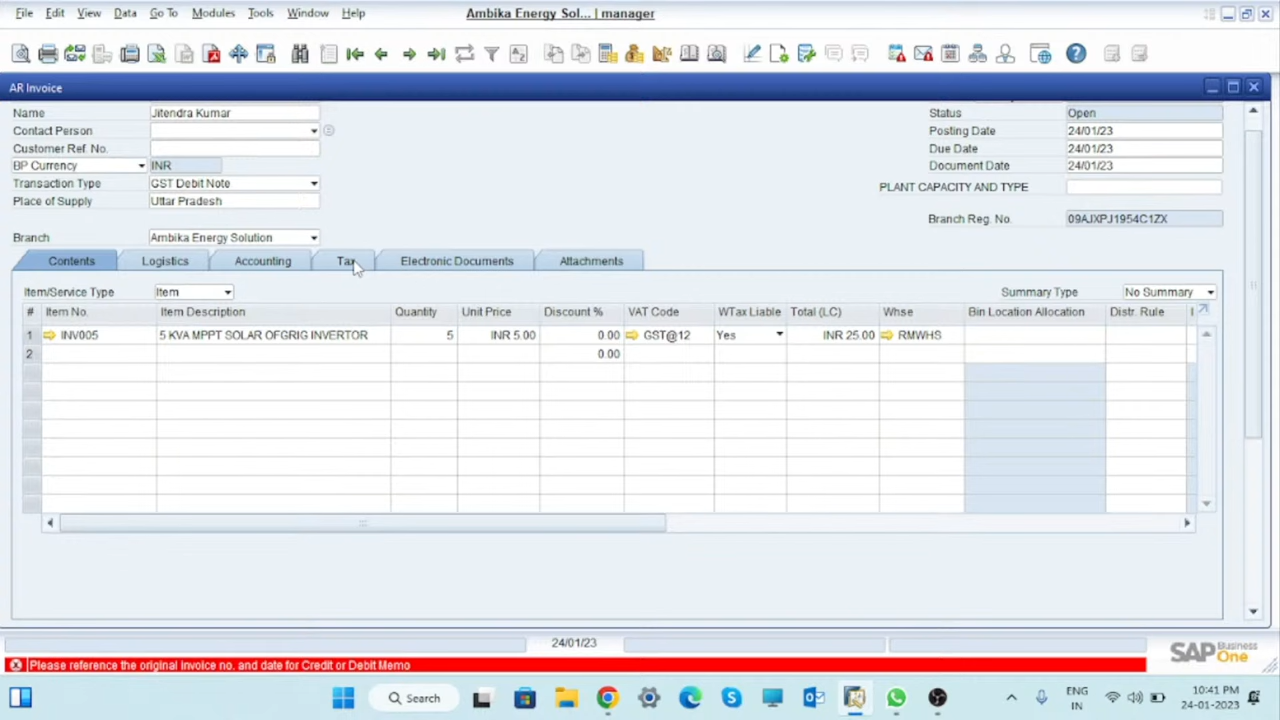 File Edit View Data Go To Modules Tools Window Help Ambika Energy Sol... | manager
AR Invoice
Name Jitendra Kumar Status Open
Contact Person Posting Date 24/01/23
Customer Ref. No. Due Date 24/01/23
BP Currency INR Document Date 24/01/23
Transaction Type GST Debit Note PLANT CAPACITY AND TYPE
Place of Supply Uttar Pradesh
Branch Reg. No. 09AJXPJ1954C1ZX
Branch Ambika Energy Solution
Contents Logistics Accounting Tax Electronic Documents Attachments
Item/Service Type Item Summary Type No Summary
# Item No. Item Description Quantity Unit Price Discount % VAT Code WTax Liable Total (LC) Whse Bin Location Allocation Distr. Rule
1 INV005 5 KVA MPPT SOLAR OFGRIG INVERTOR 5 INR 5.00 0.00 GST@12 Yes INR 25.00 RMWHS
2 0.00
24/01/23
SAP Business One
Please reference the original invoice no. and date for Credit or Debit Memo
Search ENG IN 10:41 PM 24-01-2023